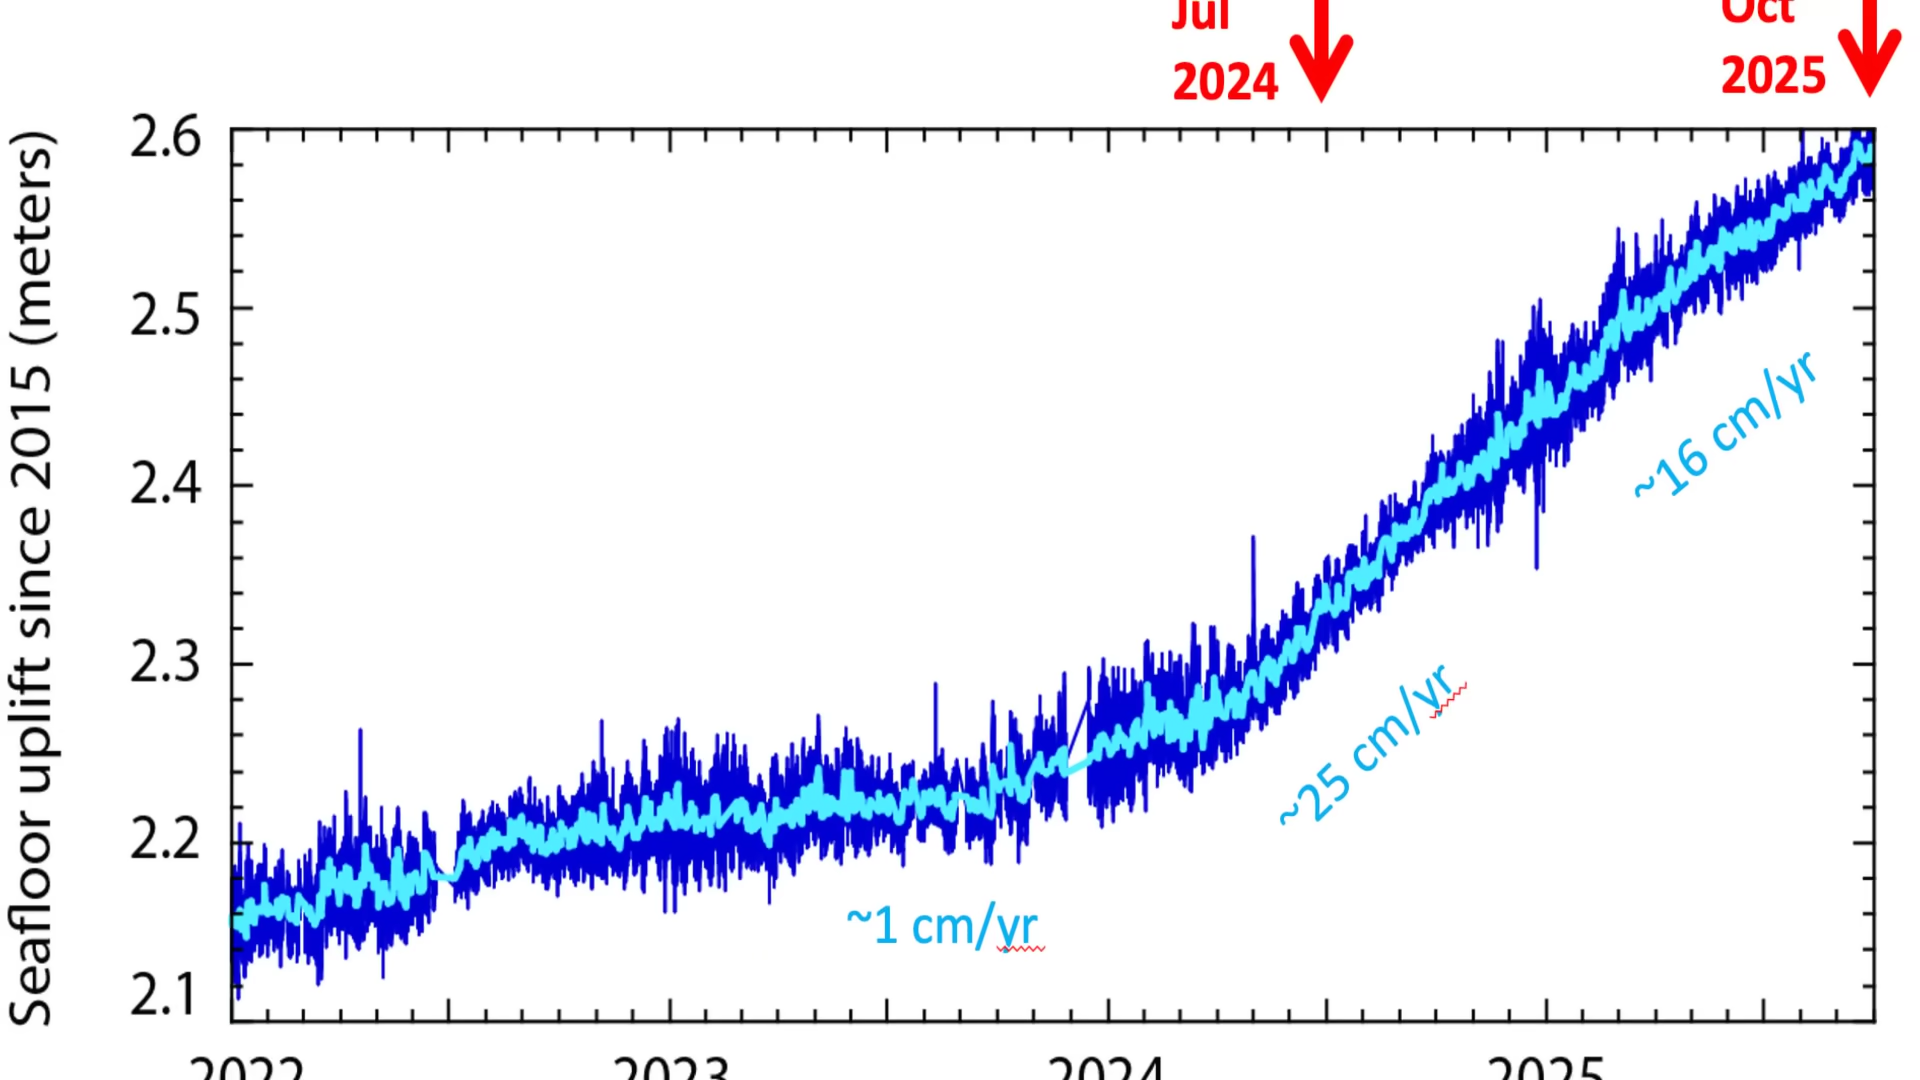 Jul
2024
Oct
2025
Seafloor uplift since 2015 (meters)
2.6
2.5
2.4
2.3
2.2
2.1
~16 cm/yr
~25 cm/yr
~1 cm/yr
2022
2023
2024
2025